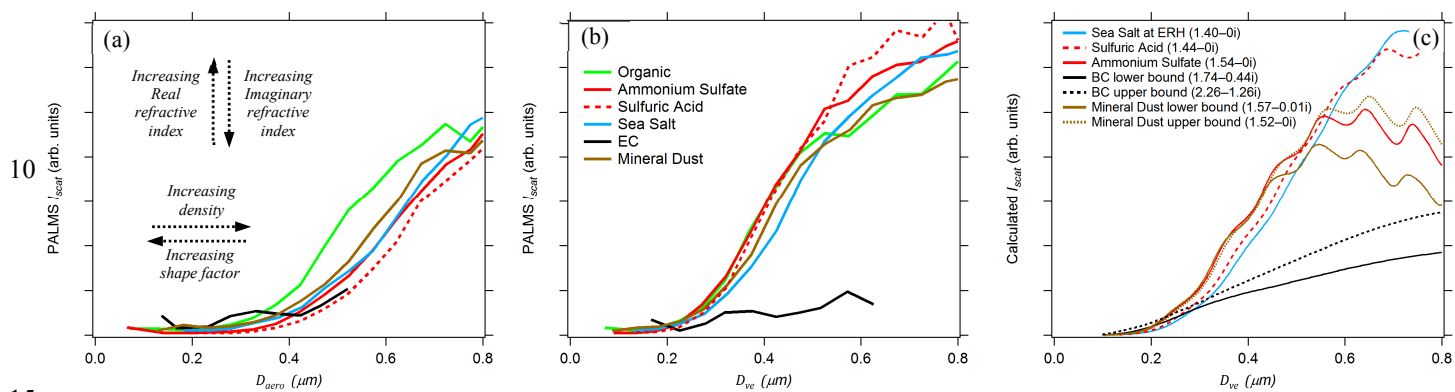 (a)
Increasing
Real
refractive
index
Increasing
Imaginary
refractive
index
Increasing
density
Increasing
shape factor
PALMS Iscat (arb. units)
0.0 0.2 0.4 0.6 0.8
Daero (μm)
10
15
(b)
Organic
Ammonium Sulfate
Sulfuric Acid
Sea Salt
EC
Mineral Dust
PALMS Iscat (arb. units)
0.0 0.2 0.4 0.6 0.8
Dve (μm)
(c)
Sea Salt at ERH (1.40–0i)
Sulfuric Acid (1.44–0i)
Ammonium Sulfate (1.54–0i)
BC lower bound (1.74–0.44i)
BC upper bound (2.26–1.26i)
Mineral Dust lower bound (1.57–0.01i)
Mineral Dust upper bound (1.52–0i)
Calculated Iscat (arb. units)
0.0 0.2 0.4 0.6 0.8
Dve (μm)